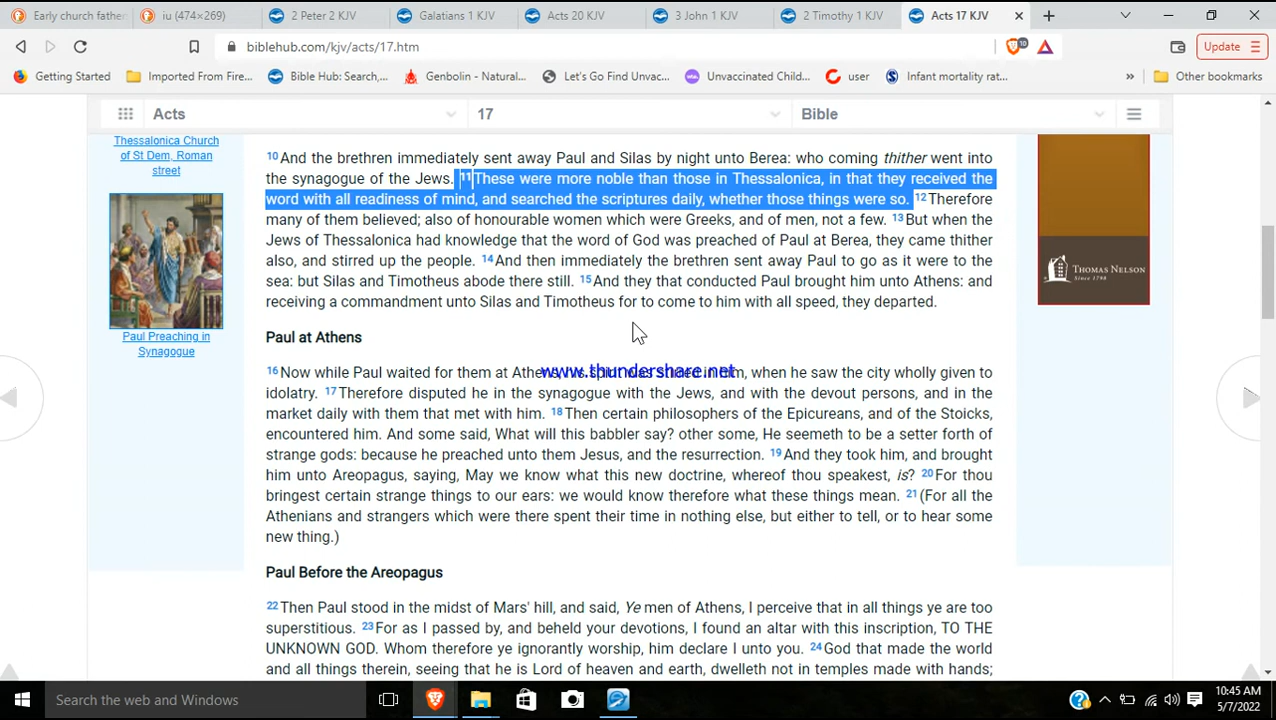 Early church father
iu (474×269)
2 Peter 2 KJV
Galatians 1 KJV
Acts 20 KJV
3 John 1 KJV
2 Timothy 1 KJV
Acts 17 KJV
biblehub.com/kjv/acts/17.htm
10
Update
Getting Started
Imported From Fire...
Bible Hub: Search,...
Genbolin - Natural...
Let's Go Find Unvac...
Unvaccinated Child...
user
Infant mortality rat...
»
Other bookmarks
Acts
17
Bible
Thessalonica Church
of St Dem, Roman
street
Paul Preaching in
Synagogue
10 And the brethren immediately sent away Paul and Silas by night unto Berea: who coming thither went into
the synagogue of the Jews. 11 These were more noble than those in Thessalonica, in that they received the
word with all readiness of mind, and searched the scriptures daily, whether those things were so. 12 Therefore
many of them believed; also of honourable women which were Greeks, and of men, not a few. 13 But when the
Jews of Thessalonica had knowledge that the word of God was preached of Paul at Berea, they came thither
also, and stirred up the people. 14 And then immediately the brethren sent away Paul to go as it were to the
sea: but Silas and Timotheus abode there still. 15 And they that conducted Paul brought him unto Athens: and
receiving a commandment unto Silas and Timotheus for to come to him with all speed, they departed.
Paul at Athens
www.thundershare.net
16 Now while Paul waited for them at Athens, his spirit was stirred in him, when he saw the city wholly given to
idolatry. 17 Therefore disputed he in the synagogue with the Jews, and with the devout persons, and in the
market daily with them that met with him. 18 Then certain philosophers of the Epicureans, and of the Stoicks,
encountered him. And some said, What will this babbler say? other some, He seemeth to be a setter forth of
strange gods: because he preached unto them Jesus, and the resurrection. 19 And they took him, and brought
him unto Areopagus, saying, May we know what this new doctrine, whereof thou speakest, is? 20 For thou
bringest certain strange things to our ears: we would know therefore what these things mean. 21 (For all the
Athenians and strangers which were there spent their time in nothing else, but either to tell, or to hear some
new thing.)
Paul Before the Areopagus
22 Then Paul stood in the midst of Mars' hill, and said, Ye men of Athens, I perceive that in all things ye are too
superstitious. 23 For as I passed by, and beheld your devotions, I found an altar with this inscription, TO THE
UNKNOWN GOD. Whom therefore ye ignorantly worship, him declare I unto you. 24 God that made the world
and all things therein, seeing that he is Lord of heaven and earth, dwelleth not in temples made with hands;
THOMAS NELSON
Since 1798
Search the web and Windows
10:45 AM
5/7/2022